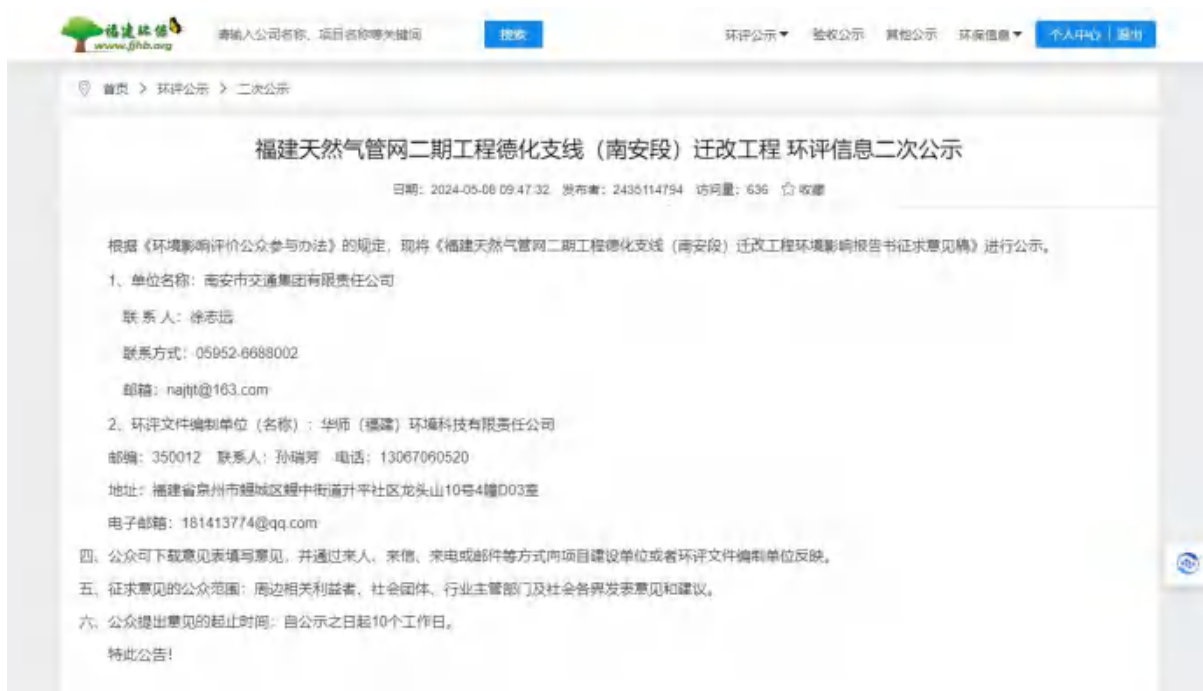 福建环保
www.fjhb.org
请输入公司名称、项目名称等关键词
搜索
环评公示 验收公示 其他公示 环保信息 个人中心 | 退出
首页 > 环评公示 > 二次公示
福建天然气管网二期工程德化支线（南安段）迁改工程 环评信息二次公示
日期：2024-05-08 09:47:32 发布者：2435114794 访问量：636 收藏
根据《环境影响评价公众参与办法》的规定，现将《福建天然气管网二期工程德化支线（南安段）迁改工程环境影响报告书征求意见稿》进行公示。
1、单位名称：南安市交通集团有限责任公司
联 系 人：徐志远
联系方式：05952-6688002
邮箱：najtjt@163.com
2、环评文件编制单位（名称）：华师（福建）环境科技有限责任公司
邮编：350012 联系人：孙瑞芳 电话：13067060520
地址：福建省泉州市鲤城区鲤中街道升平社区龙头山10号4幢D03室
电子邮箱：181413774@qq.com
四、公众可下载意见表填写意见，并通过来人、来信、来电或邮件等方式向项目建设单位或者环评文件编制单位反映。
五、征求意见的公众范围：周边相关利益者、社会团体、行业主管部门及社会各界发表意见和建议。
六、公众提出意见的起止时间：自公示之日起10个工作日。
特此公告！